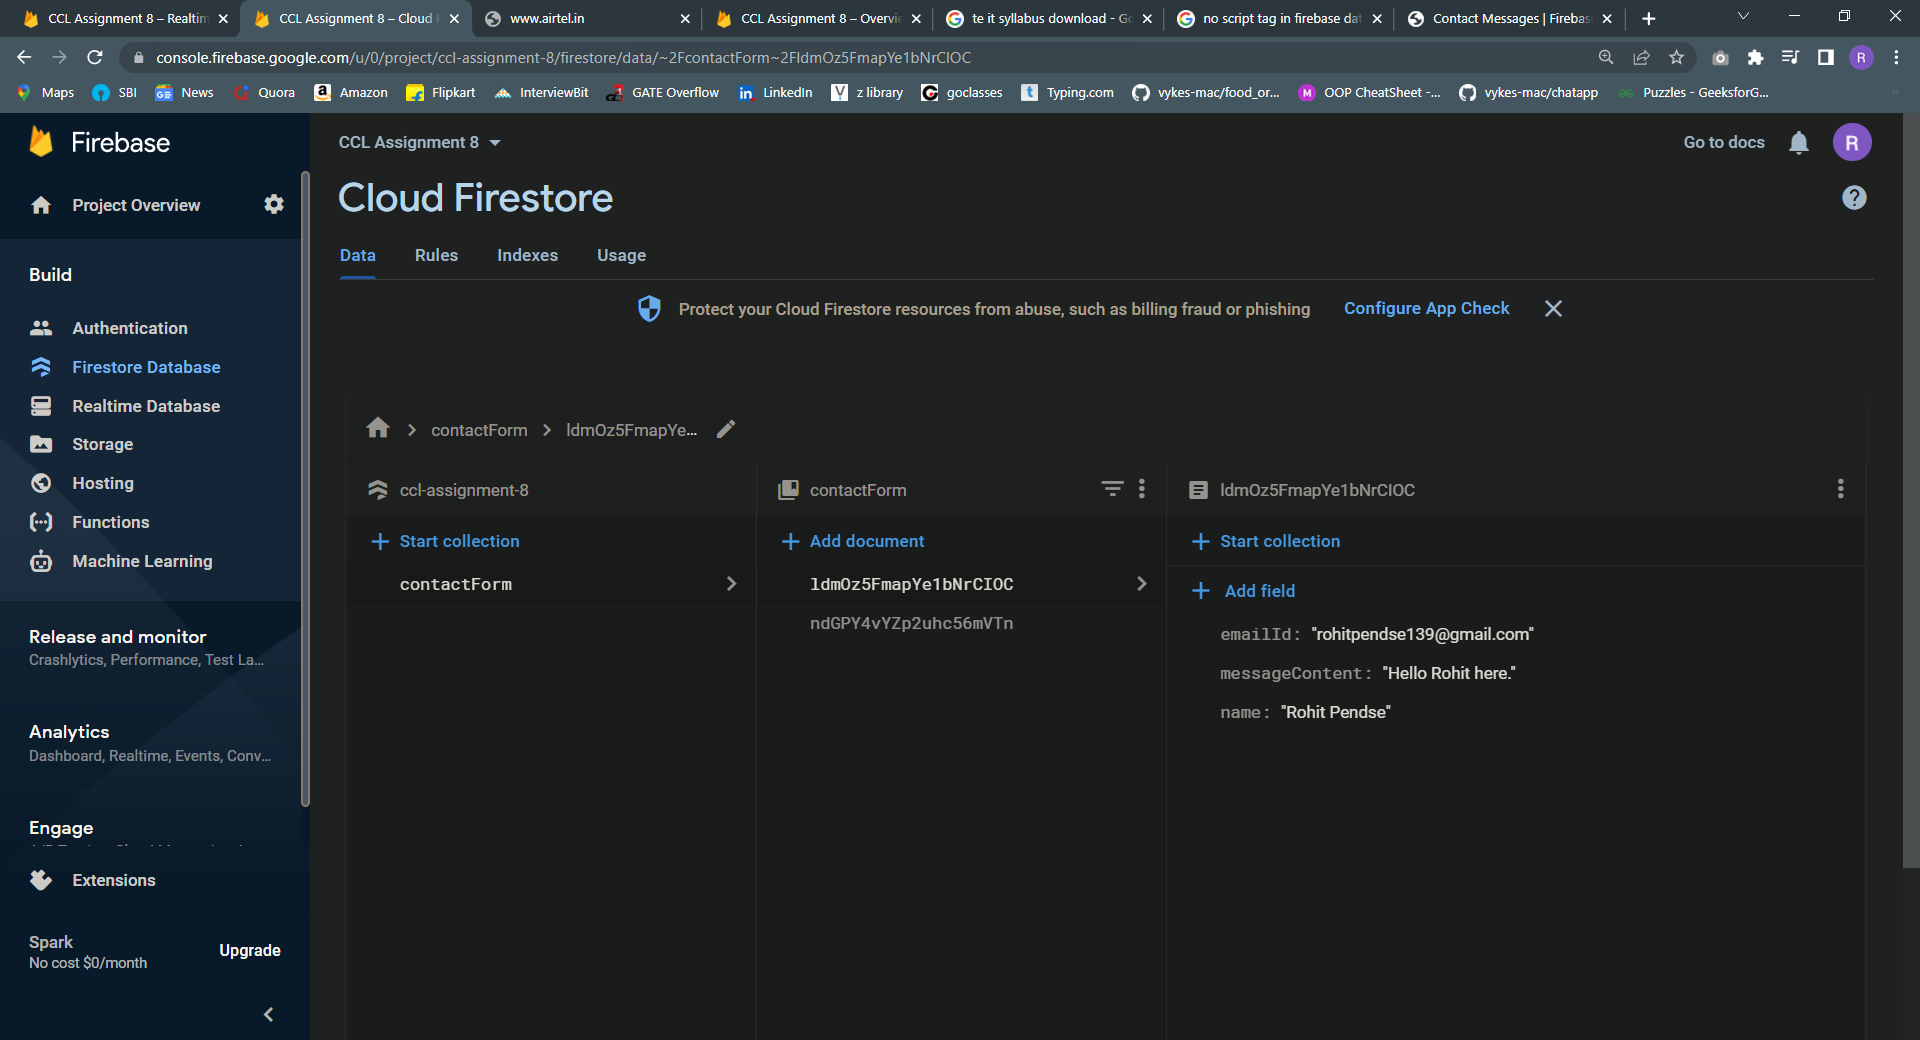 CCL Assignment 8 – Realtim
CCL Assignment 8 – Cloud F
www.airtel.in
CCL Assignment 8 – Overvie
te it syllabus download - Go
no script tag in firebase dat
Contact Messages | Firebas
console.firebase.google.com/u/0/project/ccl-assignment-8/firestore/data/~2FcontactForm~2FldmOz5FmapYe1bNrCIOC
R
Maps
SBI
News
Quora
Amazon
Flipkart
InterviewBit
GATE Overflow
LinkedIn
z library
goclasses
Typing.com
vykes-mac/food_or...
OOP CheatSheet -...
vykes-mac/chatapp
Puzzles - GeeksforG...
Firebase
CCL Assignment 8
Go to docs
R
Project Overview
Cloud Firestore
Data
Rules
Indexes
Usage
Build
Protect your Cloud Firestore resources from abuse, such as billing fraud or phishing
Configure App Check
Authentication
Firestore Database
Realtime Database
Storage
Hosting
Functions
Machine Learning
contactForm
ldmOz5FmapYe...
ccl-assignment-8
contactForm
ldmOz5FmapYe1bNrCIOC
Start collection
Add document
Start collection
contactForm
ldmOz5FmapYe1bNrCIOC
ndGPY4vYZp2uhc56mVTn
Add field
emailId: "rohitpendse139@gmail.com"
messageContent: "Hello Rohit here."
name: "Rohit Pendse"
Release and monitor
Crashlytics, Performance, Test La...
Analytics
Dashboard, Realtime, Events, Conv...
Engage
Extensions
Spark
No cost $0/month
Upgrade